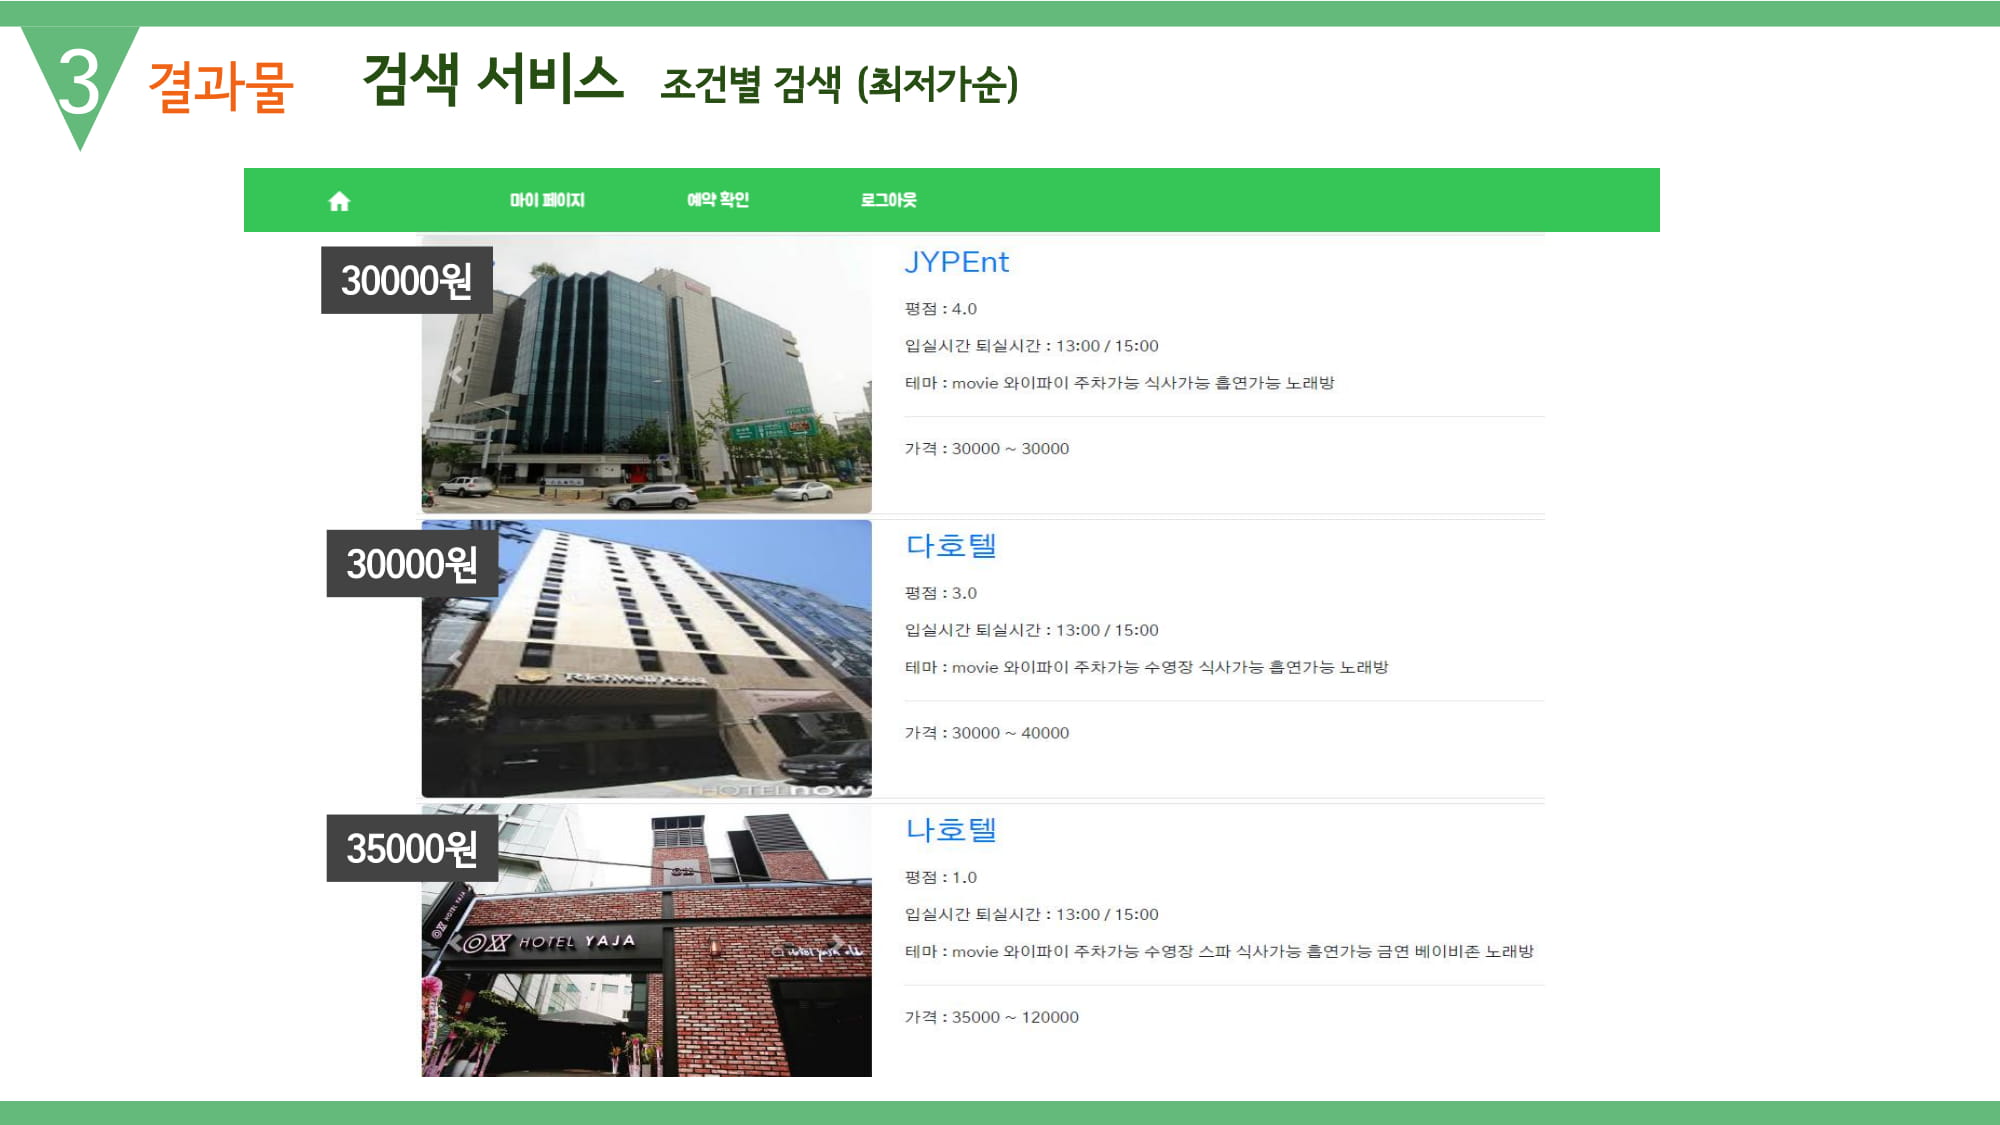 3 결과물 검색 서비스 조건별 검색 (최저가순)
마이 페이지 예약 확인 로그아웃
30000원
JYPEnt
평점 : 4.0
입실시간 퇴실시간 : 13:00 / 15:00
테마 : movie 와이파이 주차가능 식사가능 흡연가능 노래방
가격 : 30000 ~ 30000
30000원
다호텔
평점 : 3.0
입실시간 퇴실시간 : 13:00 / 15:00
테마 : movie 와이파이 주차가능 수영장 식사가능 흡연가능 노래방
가격 : 30000 ~ 40000
Richwell Hotel
HOTELnow
35000원
나호텔
평점 : 1.0
입실시간 퇴실시간 : 13:00 / 15:00
테마 : movie 와이파이 주차가능 수영장 스파 식사가능 흡연가능 금연 베이비존 노래방
가격 : 35000 ~ 120000
HOTEL YAJA
HOTEL YAJA